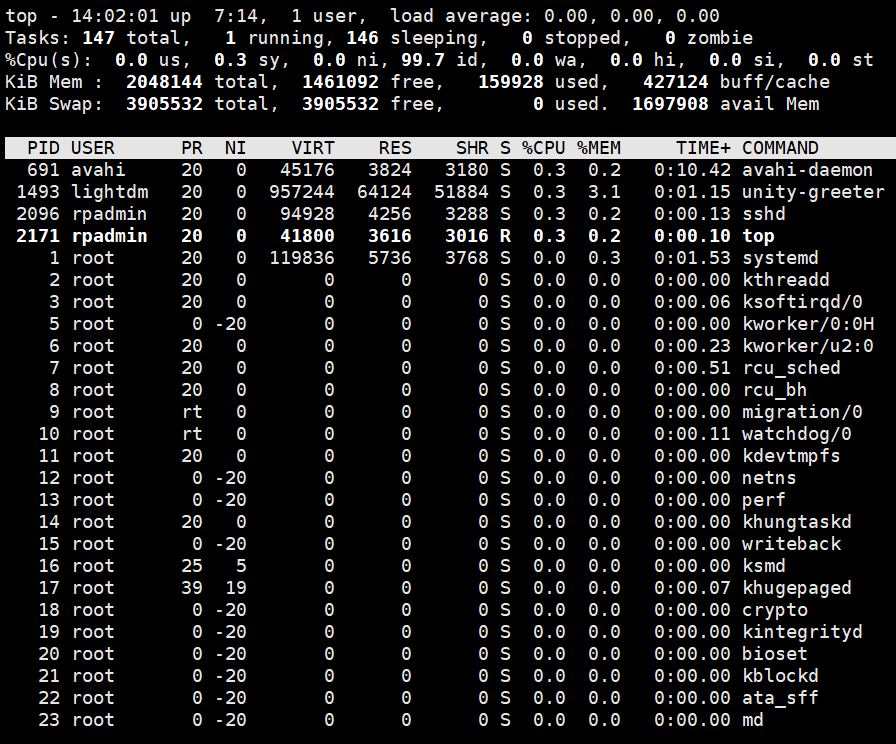 top - 14:02:01 up  7:14,  1 user,  load average: 0.00, 0.00, 0.00
Tasks: 147 total,   1 running, 146 sleeping,   0 stopped,   0 zombie
%Cpu(s):  0.0 us,  0.3 sy,  0.0 ni, 99.7 id,  0.0 wa,  0.0 hi,  0.0 si,  0.0 st
KiB Mem :  2048144 total,  1461092 free,   159928 used,   427124 buff/cache
KiB Swap:  3905532 total,  3905532 free,        0 used.  1697908 avail Mem
  PID USER      PR  NI    VIRT    RES    SHR S %CPU %MEM     TIME+ COMMAND
  691 avahi     20   0   45176   3824   3180 S  0.3  0.2   0:10.42 avahi-daemon
 1493 lightdm   20   0  957244  64124  51884 S  0.3  3.1   0:01.15 unity-greeter
 2096 rpadmin   20   0   94928   4256   3288 S  0.3  0.2   0:00.13 sshd
 2171 rpadmin   20   0   41800   3616   3016 R  0.3  0.2   0:00.10 top
    1 root      20   0  119836   5736   3768 S  0.0  0.3   0:01.53 systemd
    2 root      20   0       0      0      0 S  0.0  0.0   0:00.00 kthreadd
    3 root      20   0       0      0      0 S  0.0  0.0   0:00.06 ksoftirqd/0
    5 root       0 -20       0      0      0 S  0.0  0.0   0:00.00 kworker/0:0H
    6 root      20   0       0      0      0 S  0.0  0.0   0:00.23 kworker/u2:0
    7 root      20   0       0      0      0 S  0.0  0.0   0:00.51 rcu_sched
    8 root      20   0       0      0      0 S  0.0  0.0   0:00.00 rcu_bh
    9 root      rt   0       0      0      0 S  0.0  0.0   0:00.00 migration/0
   10 root      rt   0       0      0      0 S  0.0  0.0   0:00.11 watchdog/0
   11 root      20   0       0      0      0 S  0.0  0.0   0:00.00 kdevtmpfs
   12 root       0 -20       0      0      0 S  0.0  0.0   0:00.00 netns
   13 root       0 -20       0      0      0 S  0.0  0.0   0:00.00 perf
   14 root      20   0       0      0      0 S  0.0  0.0   0:00.00 khungtaskd
   15 root       0 -20       0      0      0 S  0.0  0.0   0:00.00 writeback
   16 root      25   5       0      0      0 S  0.0  0.0   0:00.00 ksmd
   17 root      39  19       0      0      0 S  0.0  0.0   0:00.07 khugepaged
   18 root       0 -20       0      0      0 S  0.0  0.0   0:00.00 crypto
   19 root       0 -20       0      0      0 S  0.0  0.0   0:00.00 kintegrityd
   20 root       0 -20       0      0      0 S  0.0  0.0   0:00.00 bioset
   21 root       0 -20       0      0      0 S  0.0  0.0   0:00.00 kblockd
   22 root       0 -20       0      0      0 S  0.0  0.0   0:00.00 ata_sff
   23 root       0 -20       0      0      0 S  0.0  0.0   0:00.00 md